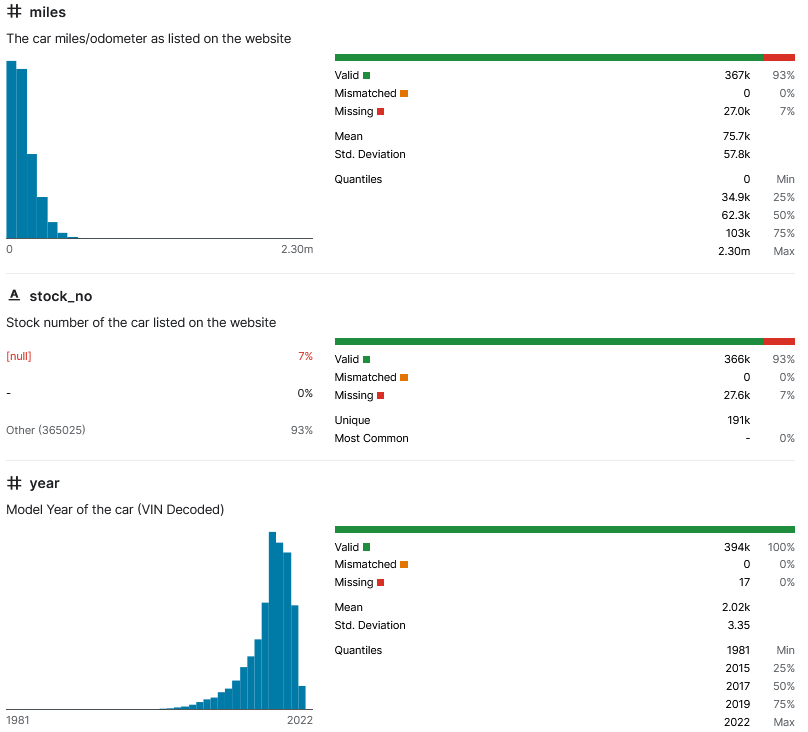 miles
The car miles/odometer as listed on the website
Valid 367k 93%
Mismatched 0 0%
Missing 27.0k 7%
Mean 75.7k
Std. Deviation 57.8k
Quantiles 0 Min
34.9k 25%
62.3k 50%
103k 75%
2.30m Max
0 2.30m
stock_no
Stock number of the car listed on the website
[null] 7%
- 0%
Other (365025) 93%
Valid 366k 93%
Mismatched 0 0%
Missing 27.6k 7%
Unique 191k
Most Common - 0%
year
Model Year of the car (VIN Decoded)
Valid 394k 100%
Mismatched 0 0%
Missing 17 0%
Mean 2.02k
Std. Deviation 3.35
Quantiles 1981 Min
2015 25%
2017 50%
2019 75%
2022 Max
1981 2022